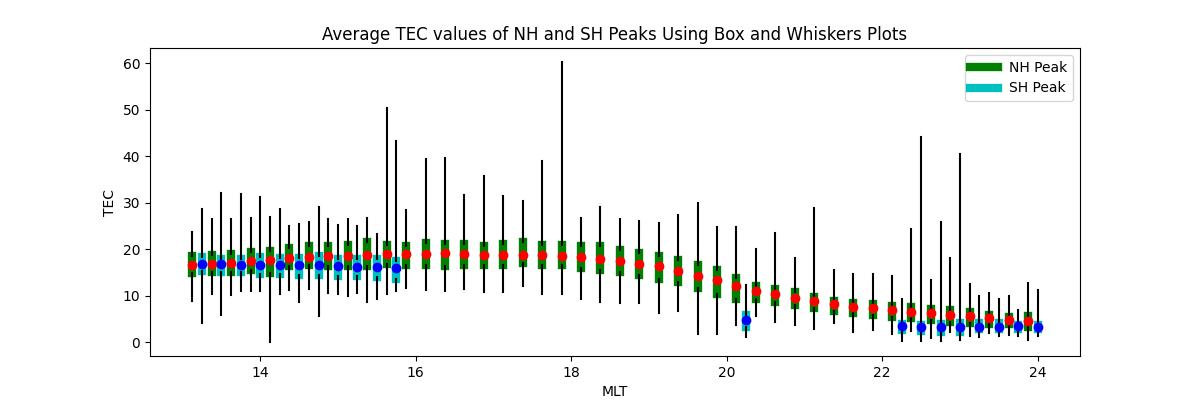 Average TEC values of NH and SH Peaks Using Box and Whiskers Plots
NH Peak
SH Peak
60
50
40
30
20
10
0
TEC
14 16 18 20 22 24
MLT